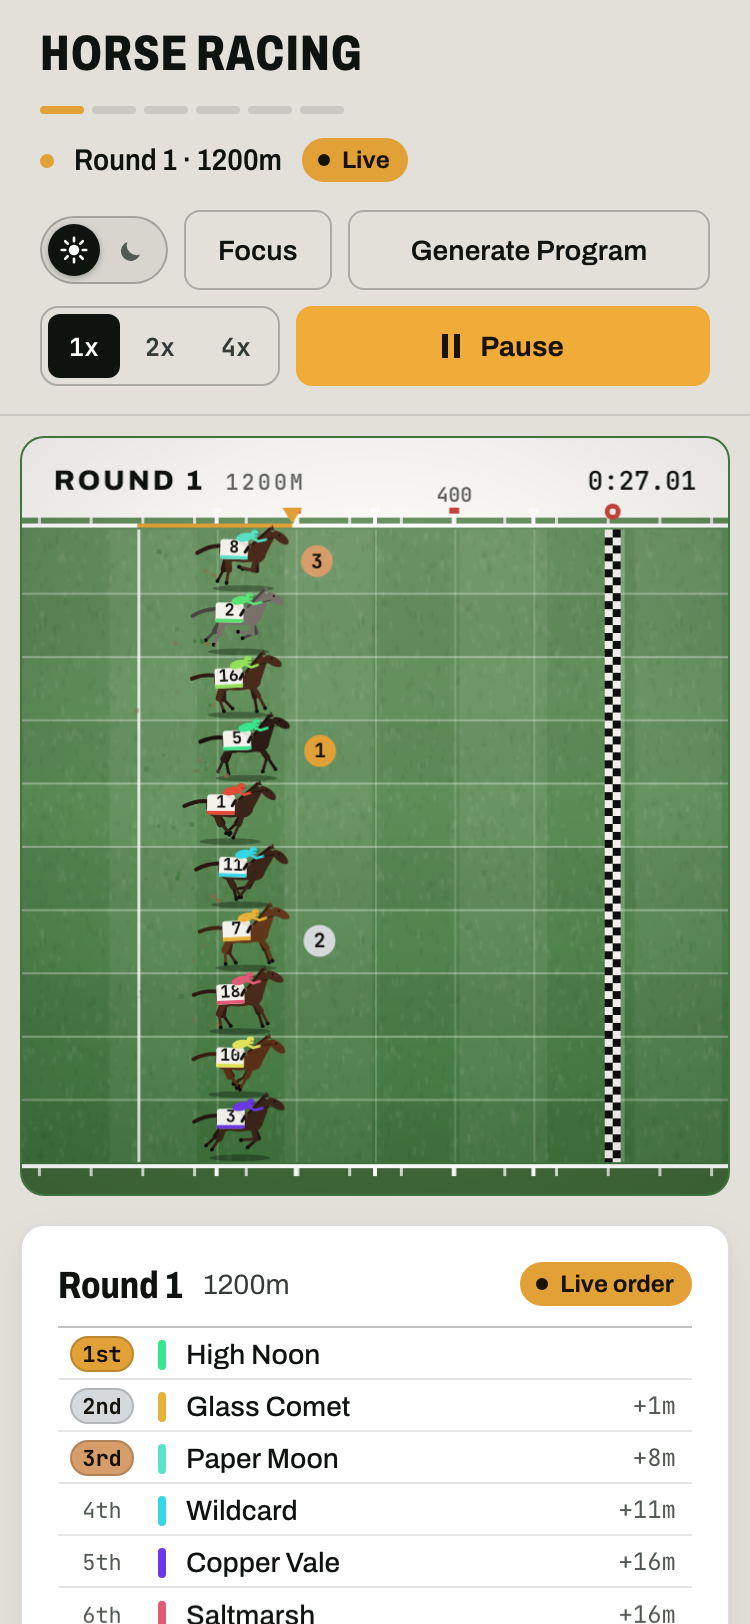 HORSE RACING
Round 1 · 1200m Live
Focus Generate Program
1x 2x 4x Pause
ROUND 1 1200M 400 0:27.01
8 3
2
16
5 1
1
11
7 2
18
10
3
Round 1 1200m Live order
1st High Noon
2nd Glass Comet +1m
3rd Paper Moon +8m
4th Wildcard +11m
5th Copper Vale +16m
6th Saltmarsh +16m